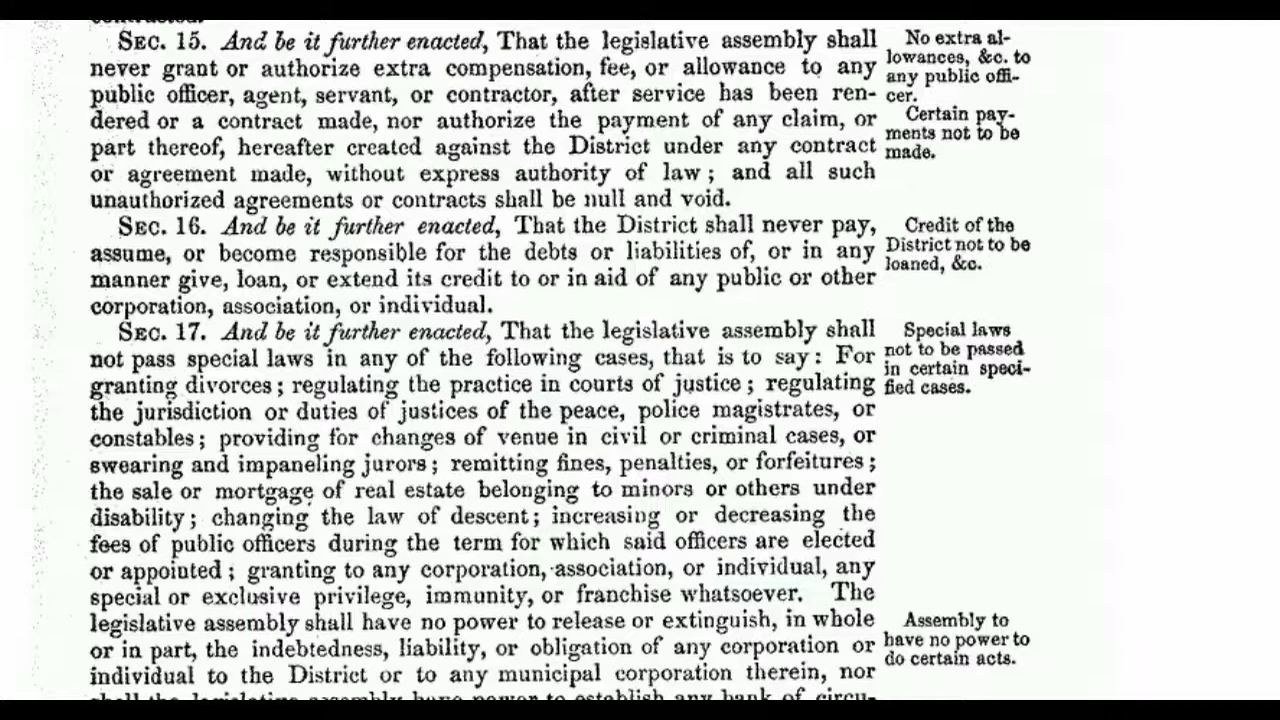 contracted.
SEC. 15. And be it further enacted, That the legislative assembly shall
never grant or authorize extra compensation, fee, or allowance to any
public officer, agent, servant, or contractor, after service has been ren-
dered or a contract made, nor authorize the payment of any claim, or
part thereof, hereafter created against the District under any contract
or agreement made, without express authority of law; and all such
unauthorized agreements or contracts shall be null and void.
SEC. 16. And be it further enacted, That the District shall never pay,
assume, or become responsible for the debts or liabilities of, or in any
manner give, loan, or extend its credit to or in aid of any public or other
corporation, association, or individual.
SEC. 17. And be it further enacted, That the legislative assembly shall
not pass special laws in any of the following cases, that is to say: For
granting divorces; regulating the practice in courts of justice; regulating
the jurisdiction or duties of justices of the peace, police magistrates, or
constables; providing for changes of venue in civil or criminal cases, or
swearing and impaneling jurors; remitting fines, penalties, or forfeitures;
the sale or mortgage of real estate belonging to minors or others under
disability; changing the law of descent; increasing or decreasing the
fees of public officers during the term for which said officers are elected
or appointed; granting to any corporation, association, or individual, any
special or exclusive privilege, immunity, or franchise whatsoever. The
legislative assembly shall have no power to release or extinguish, in whole
or in part, the indebtedness, liability, or obligation of any corporation or
individual to the District or to any municipal corporation therein, nor
shall the legislative assembly have power to establish any bank of circu-
No extra al-
lowances, &c. to
any public offi-
cer.
Certain pay-
ments not to be
made.
Credit of the
District not to be
loaned, &c.
Special laws
not to be passed
in certain speci-
fied cases.
Assembly to
have no power to
do certain acts.